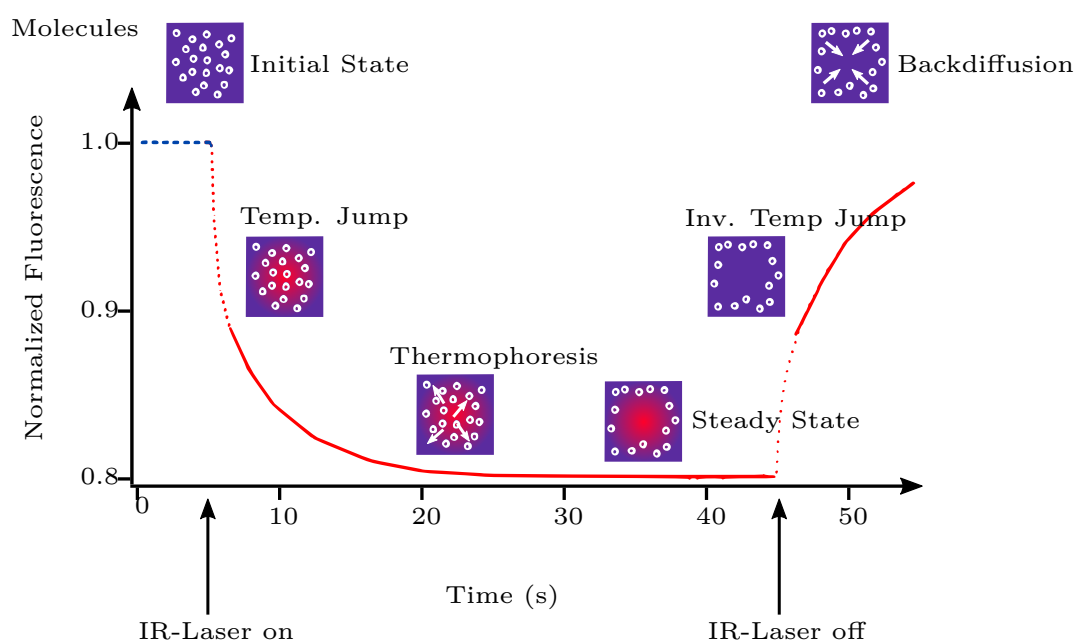 Molecules
Initial State
Backdiffusion
Normalized Fluorescence
1.0
Temp. Jump
Inv. Temp Jump
0.9
Thermophoresis
Steady State
0.8
0
10
20
30
40
50
Time (s)
IR-Laser on
IR-Laser off